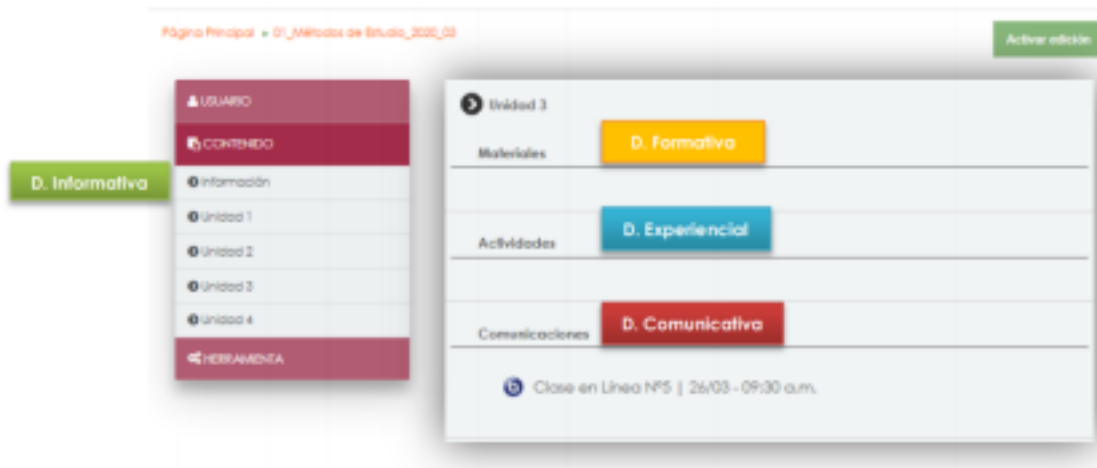 Página Principal » 01_Métodos de Estudio_2020_03
Activar edición
USUARIO
CONTENIDO
D. Informativa
Información
Unidad 1
Unidad 2
Unidad 3
Unidad 4
HERRAMIENTA
Unidad 3
Materiales
D. Formativa
Actividades
D. Experiencial
Comunicaciones
D. Comunicativa
Clase en Línea N°5 | 26/03 - 09:30 a.m.